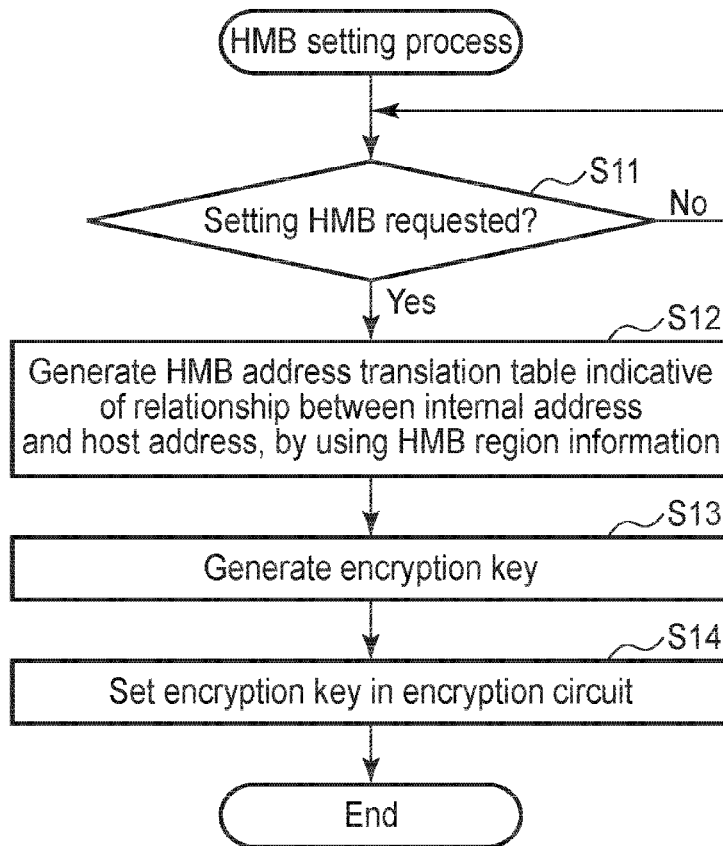 HMB setting process
S11
Setting HMB requested?
No
Yes
S12
Generate HMB address translation table indicative
of relationship between internal address
and host address, by using HMB region information
S13
Generate encryption key
S14
Set encryption key in encryption circuit
End